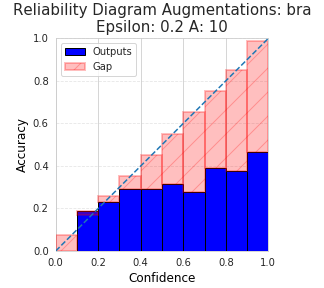 Reliability Diagram Augmentations: bra
Epsilon: 0.2 A: 10
1.0
0.8
0.6
0.4
0.2
0.0
Accuracy
Outputs
Gap
0.0 0.2 0.4 0.6 0.8 1.0
Confidence